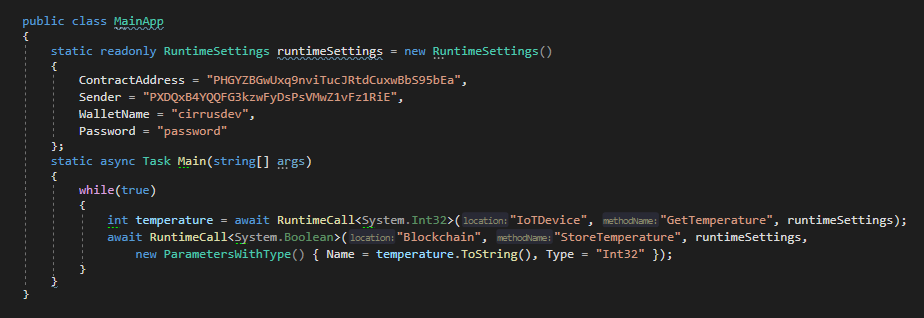 public class MainApp
{
static readonly RuntimeSettings runtimeSettings = new RuntimeSettings()
{
ContractAddress = "PHGYZBGwUxq9nviTucJRtdCuxwBbS95bEa",
Sender = "PXDQxB4YQQFG3kzwFyDsPsVMwZ1vFz1RiE",
WalletName = "cirrusdev",
Password = "password"
};
static async Task Main(string[] args)
{
while(true)
{
int temperature = await RuntimeCall<System.Int32>(location:"IoTDevice", methodName:"GetTemperature", runtimeSettings);
await RuntimeCall<System.Boolean>(location:"Blockchain", methodName:"StoreTemperature", runtimeSettings,
new ParametersWithType() { Name = temperature.ToString(), Type = "Int32" });
}
}
}